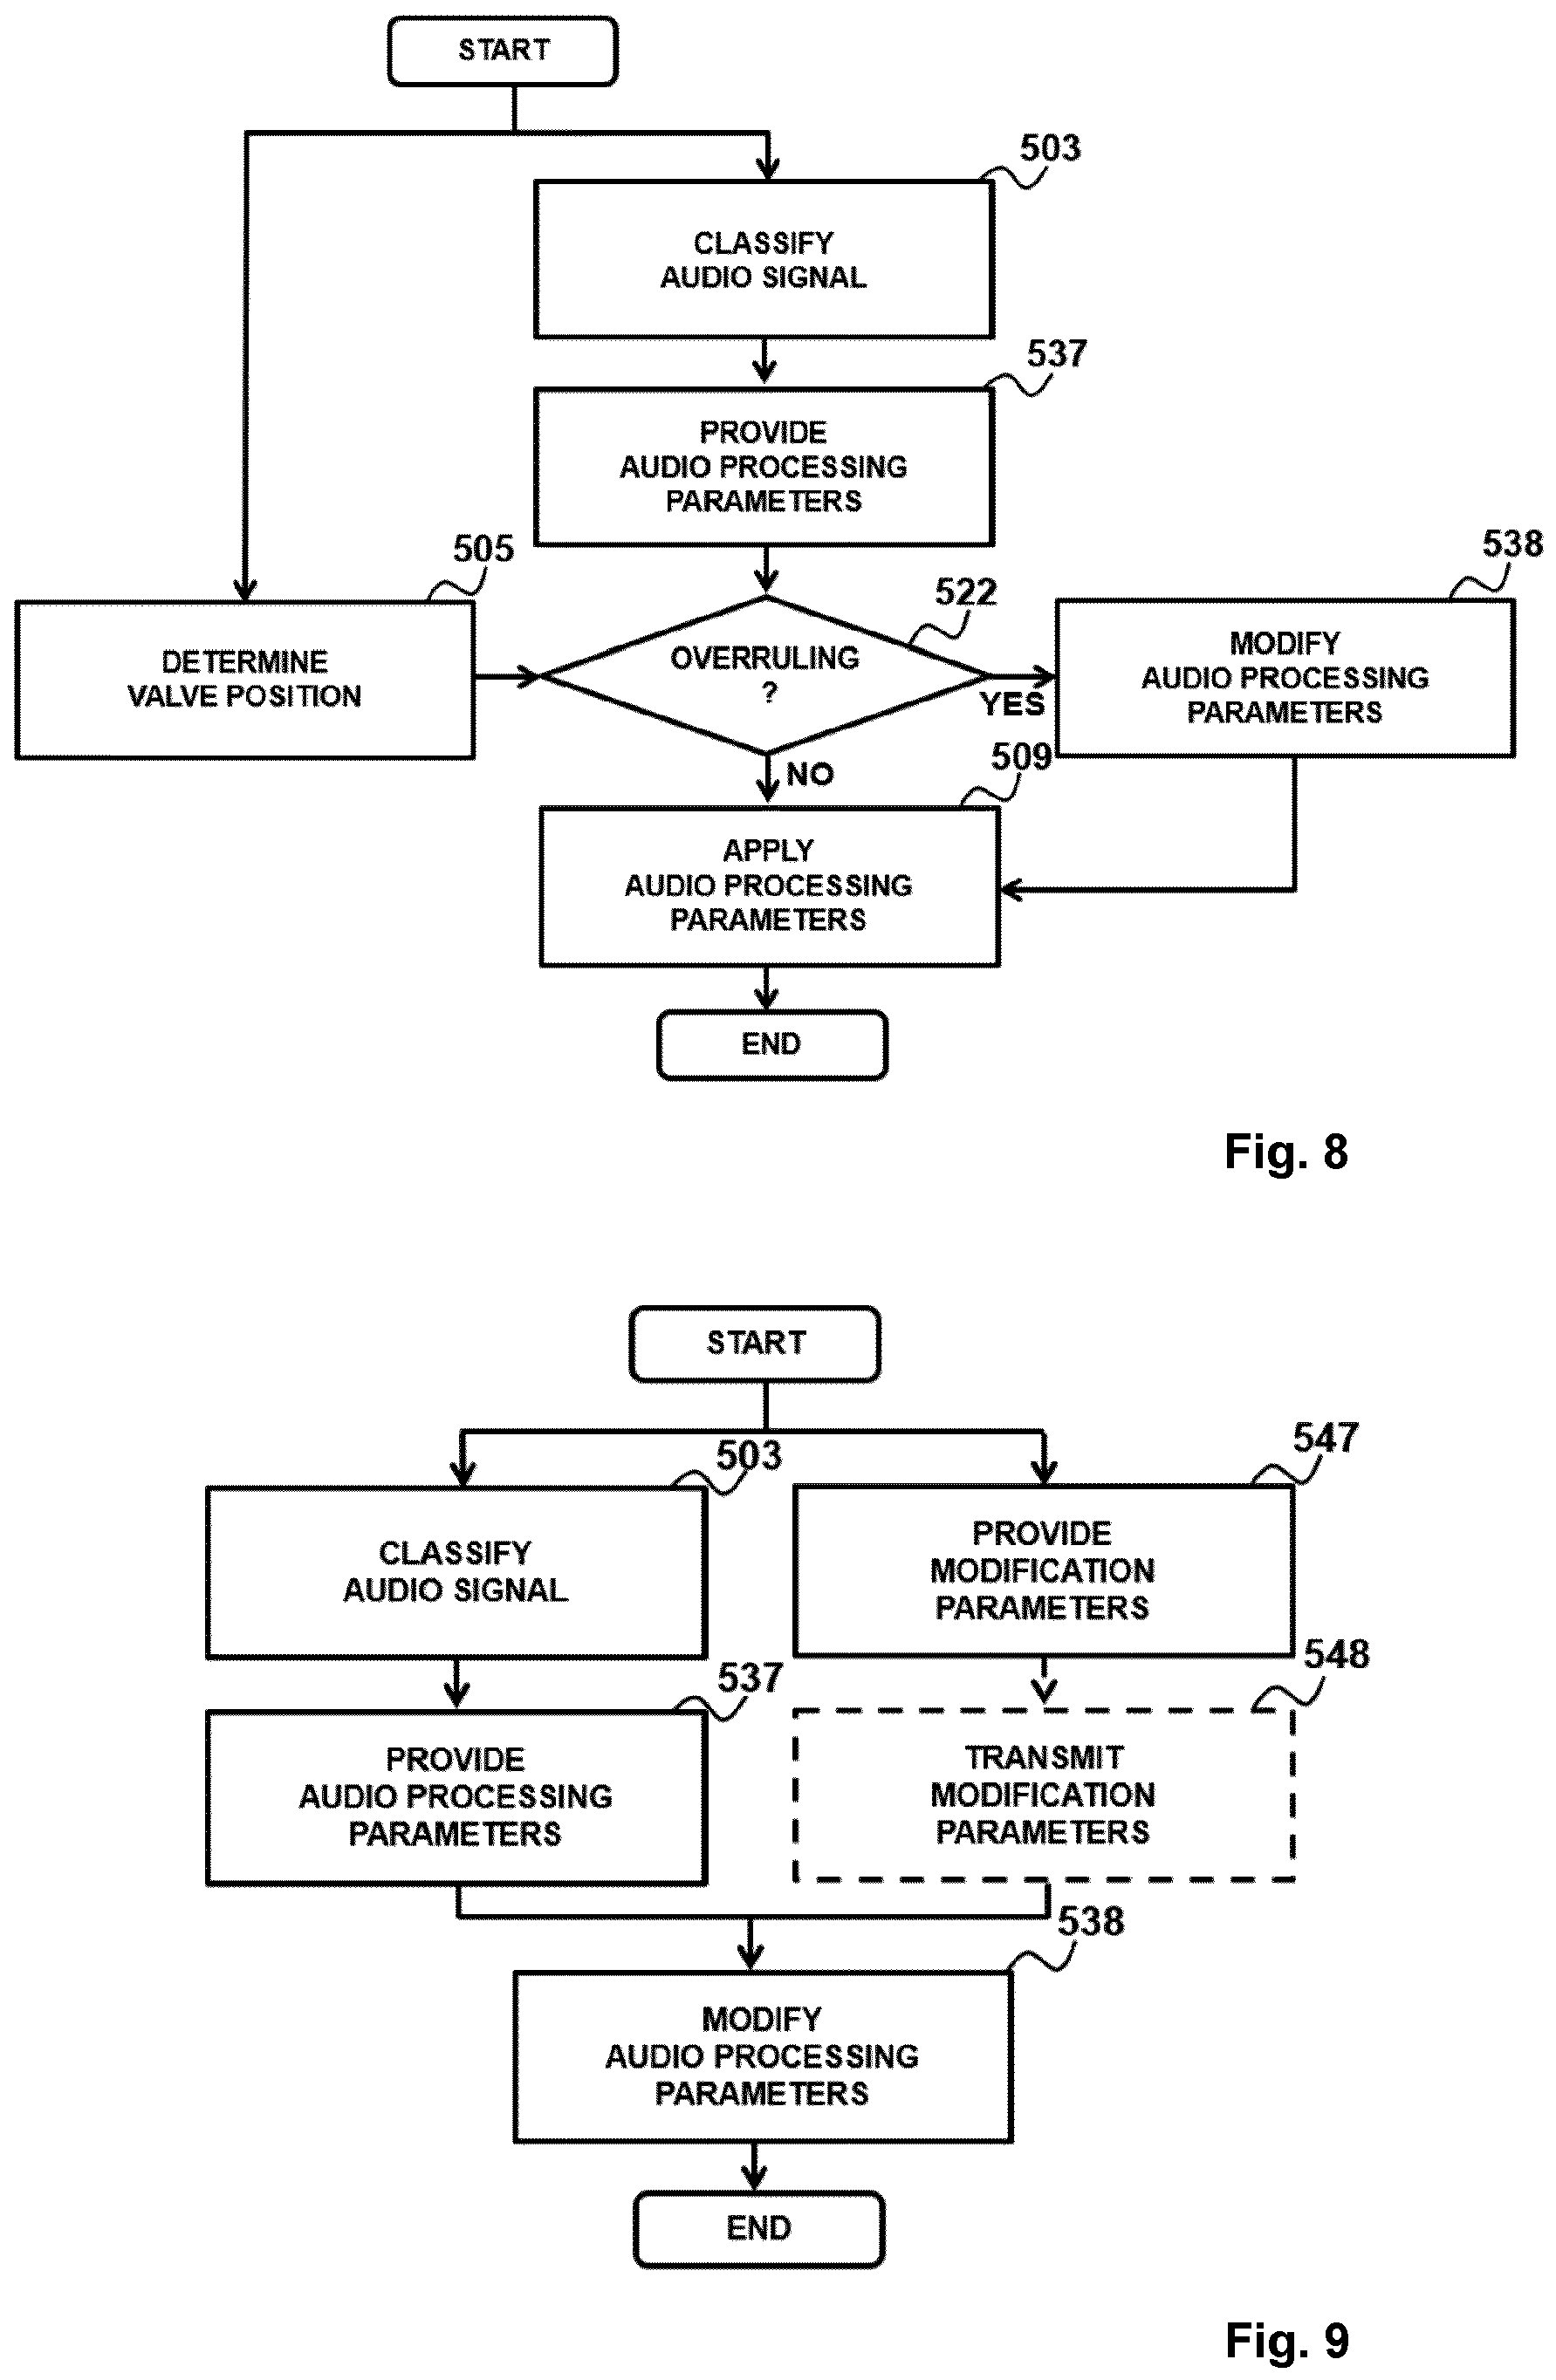 START
503
CLASSIFY
AUDIO SIGNAL
537
PROVIDE
AUDIO PROCESSING
PARAMETERS
505
DETERMINE
VALVE POSITION
522
OVERRULING
?
YES
NO
538
MODIFY
AUDIO PROCESSING
PARAMETERS
509
APPLY
AUDIO PROCESSING
PARAMETERS
END
Fig. 8
START
503
CLASSIFY
AUDIO SIGNAL
547
PROVIDE
MODIFICATION
PARAMETERS
537
PROVIDE
AUDIO PROCESSING
PARAMETERS
548
TRANSMIT
MODIFICATION
PARAMETERS
538
MODIFY
AUDIO PROCESSING
PARAMETERS
END
Fig. 9